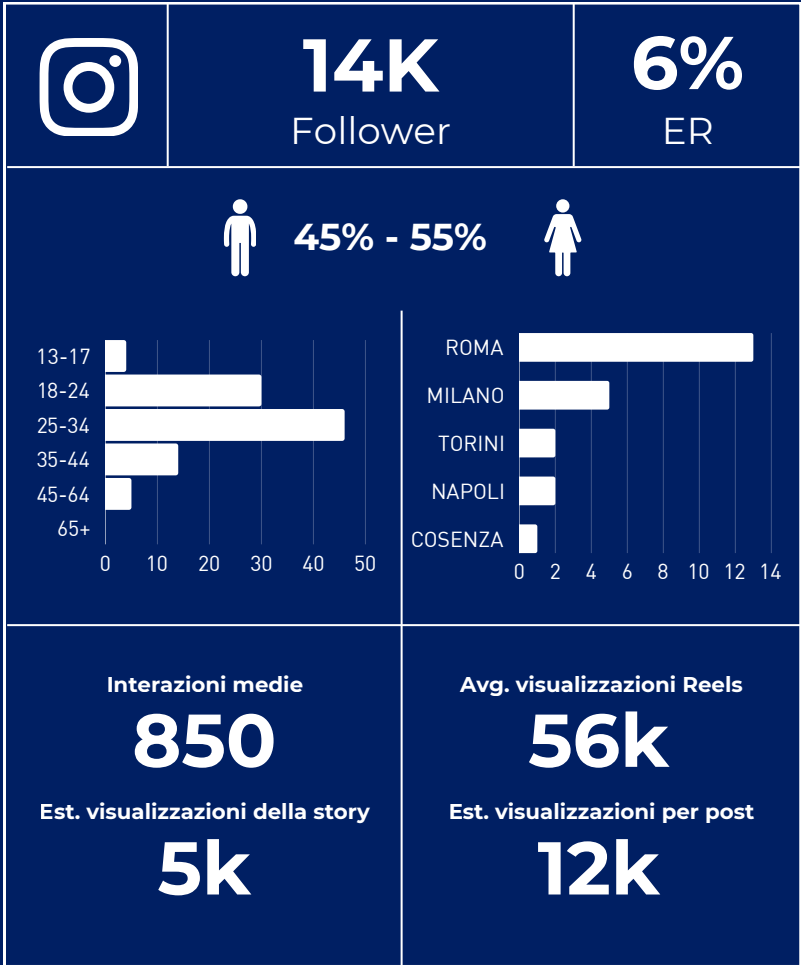 14K
Follower
6%
ER
45% - 55%
13-17
18-24
25-34
35-44
45-64
65+
0 10 20 30 40 50
ROMA
MILANO
TORINI
NAPOLI
COSENZA
0 2 4 6 8 10 12 14
Interazioni medie
850
Est. visualizzazioni della story
5k
Avg. visualizzazioni Reels
56k
Est. visualizzazioni per post
12k